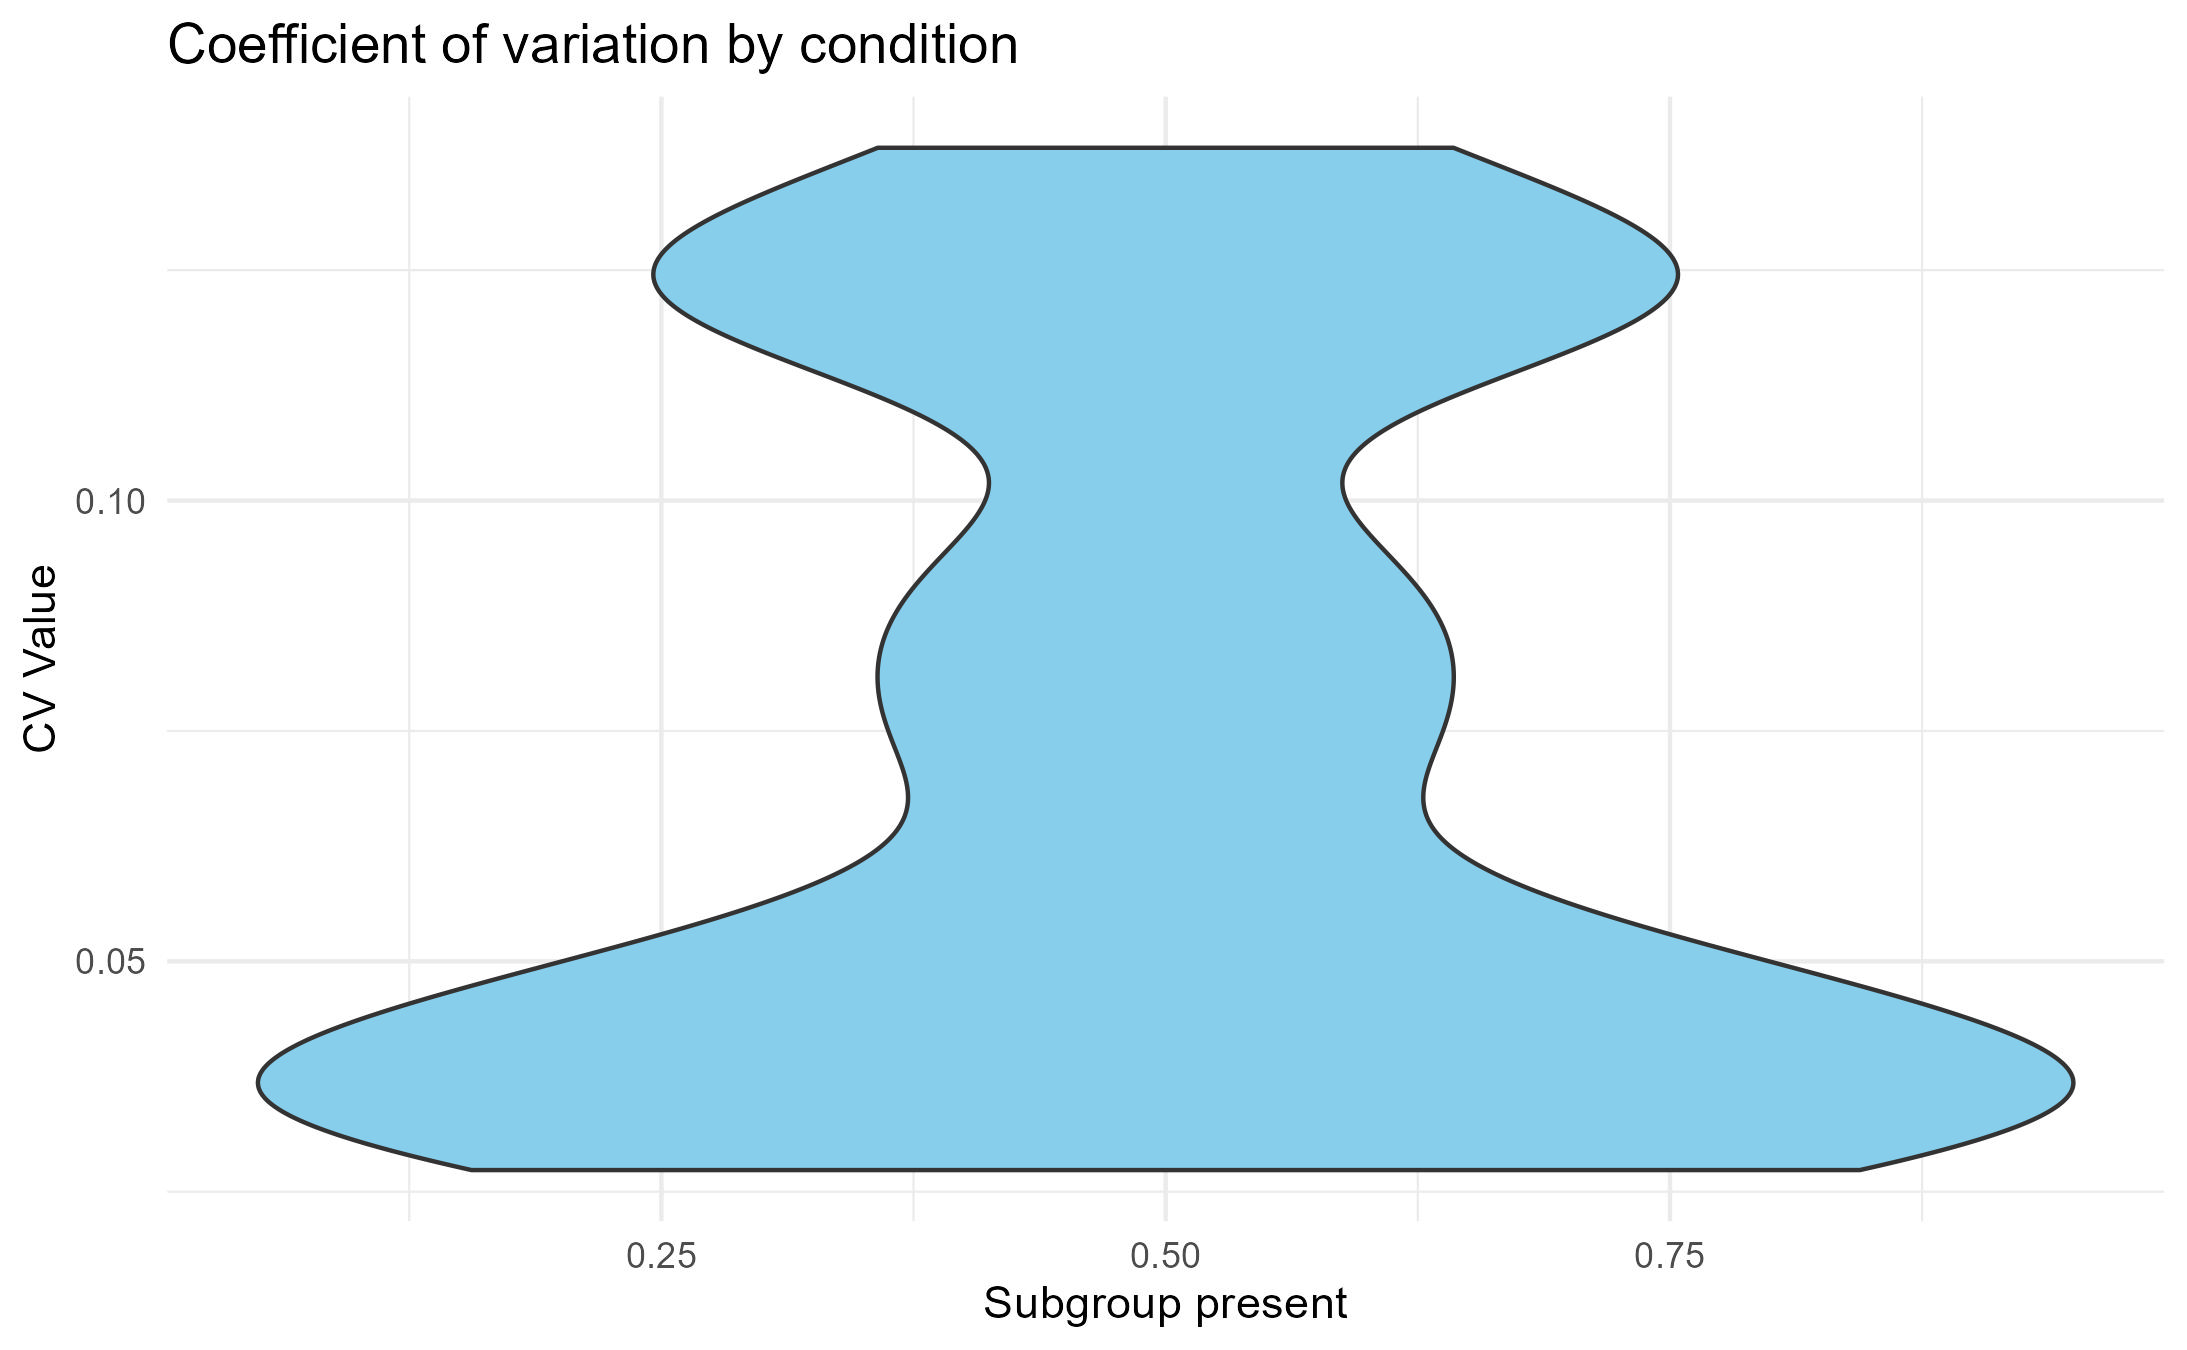 Coefficient of variation by condition
CV Value
0.10
0.05
0.25 0.50 0.75
Subgroup present